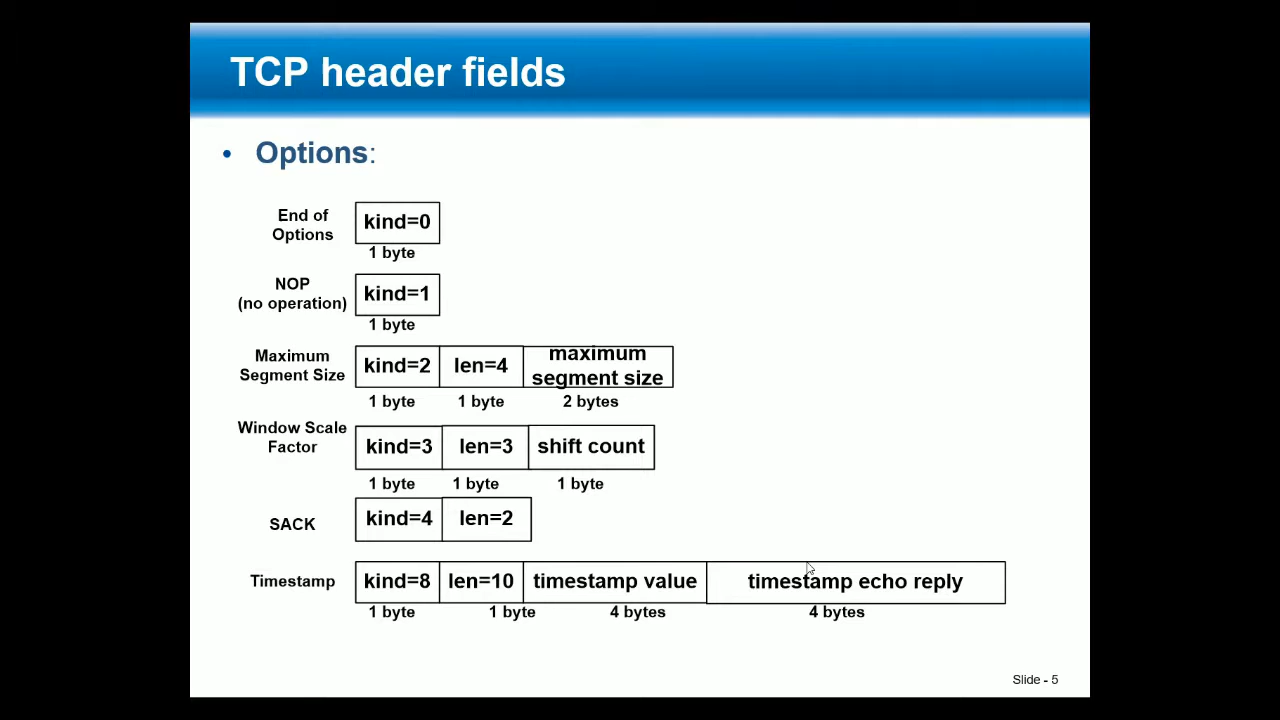 TCP header fields
• Options:
End of
Options
kind=0
1 byte
NOP
(no operation)
kind=1
1 byte
Maximum
Segment Size
kind=2 len=4 maximum
segment size
1 byte 1 byte 2 bytes
Window Scale
Factor
kind=3 len=3 shift count
1 byte 1 byte 1 byte
SACK kind=4 len=2
Timestamp kind=8 len=10 timestamp value timestamp echo reply
1 byte 1 byte 4 bytes 4 bytes
Slide - 5